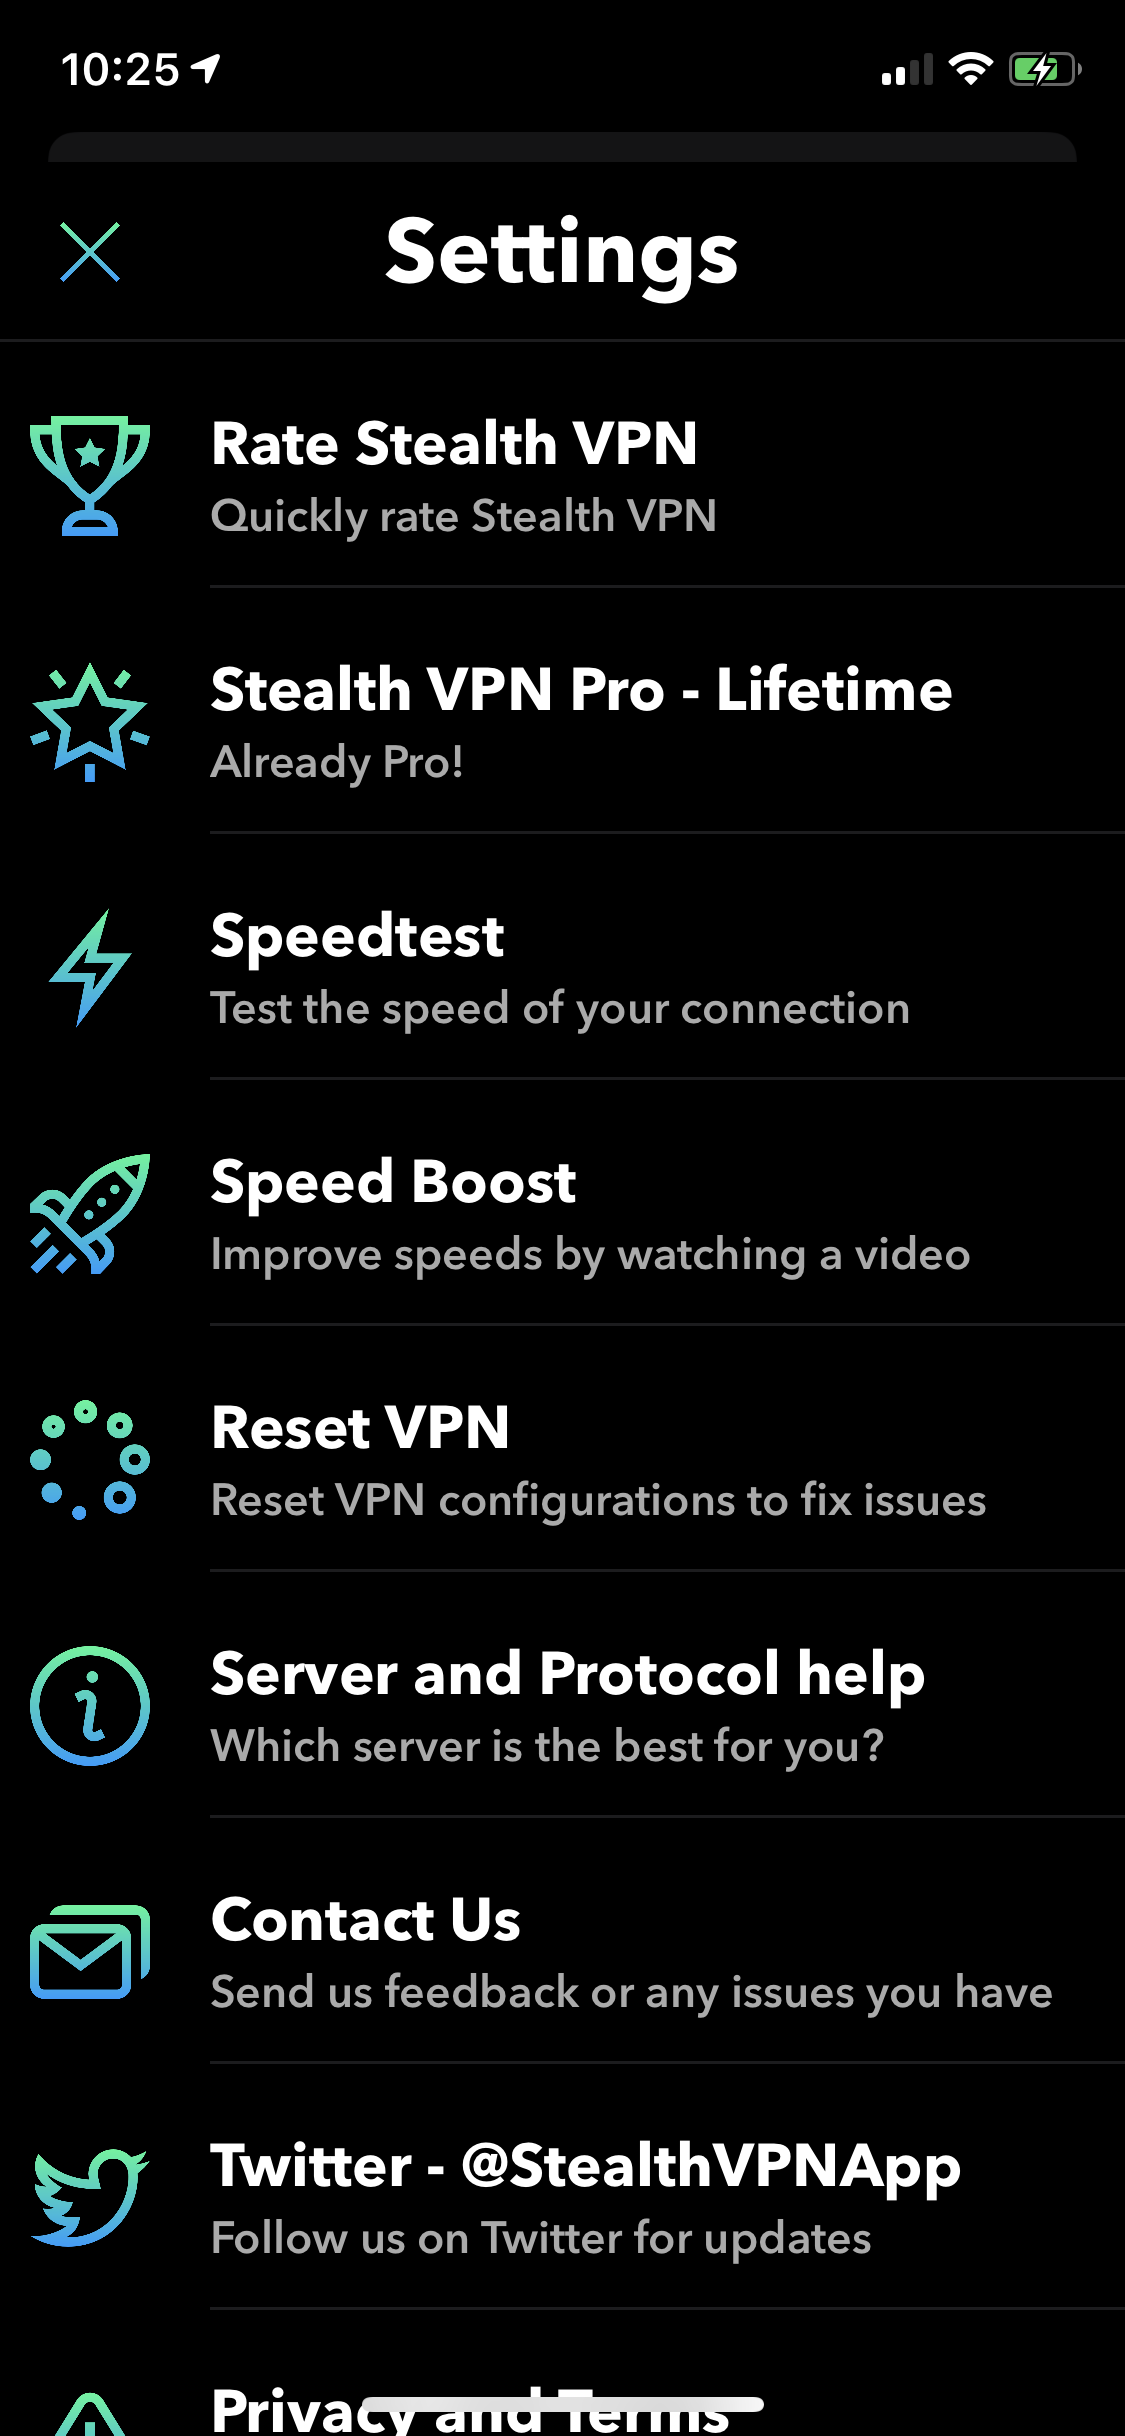 10:25
Settings
Rate Stealth VPN
Quickly rate Stealth VPN
Stealth VPN Pro - Lifetime
Already Pro!
Speedtest
Test the speed of your connection
Speed Boost
Improve speeds by watching a video
Reset VPN
Reset VPN configurations to fix issues
Server and Protocol help
Which server is the best for you?
Contact Us
Send us feedback or any issues you have
Twitter - @StealthVPNApp
Follow us on Twitter for updates
Privacy and Terms